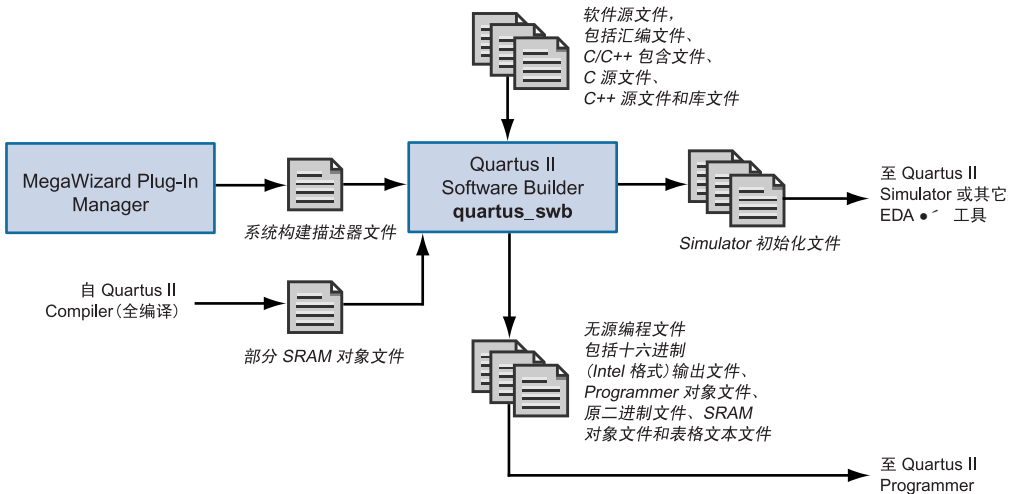 软件源文件，
包括汇编文件、
C/C++ 包含文件、
C 源文件、
C++ 源文件和库文件
MegaWizard Plug-In
Manager
系统构建描述器文件
Quartus II
Software Builder
quartus_swb
Simulator 初始化文件
至 Quartus II
Simulator 或其它
EDA 工具
自 Quartus II
Compiler（全编译）
部分 SRAM 对象文件
无源编程文件
包括十六进制
（Intel 格式）输出文件、
Programmer 对象文件、
原二进制文件、SRAM
对象文件和表格文本文件
至 Quartus II
Programmer